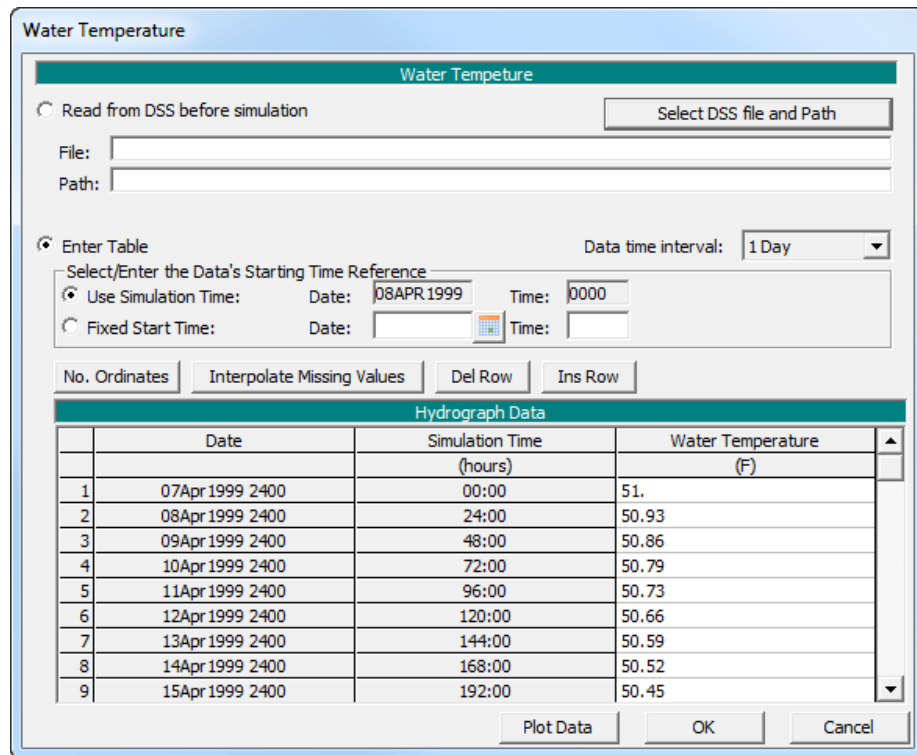 Water Temperature
Water Tempeture
Read from DSS before simulation Select DSS file and Path
File:
Path:
Enter Table Data time interval: 1 Day
Select/Enter the Data's Starting Time Reference
Use Simulation Time: Date: 08APR1999 Time: 0000
Fixed Start Time: Date: Time:
No. Ordinates Interpolate Missing Values Del Row Ins Row
Hydrograph Data
Date Simulation Time Water Temperature
(hours) (F)
1 07Apr1999 2400 00:00 51.
2 08Apr1999 2400 24:00 50.93
3 09Apr1999 2400 48:00 50.86
4 10Apr1999 2400 72:00 50.79
5 11Apr1999 2400 96:00 50.73
6 12Apr1999 2400 120:00 50.66
7 13Apr1999 2400 144:00 50.59
8 14Apr1999 2400 168:00 50.52
9 15Apr1999 2400 192:00 50.45
Plot Data OK Cancel